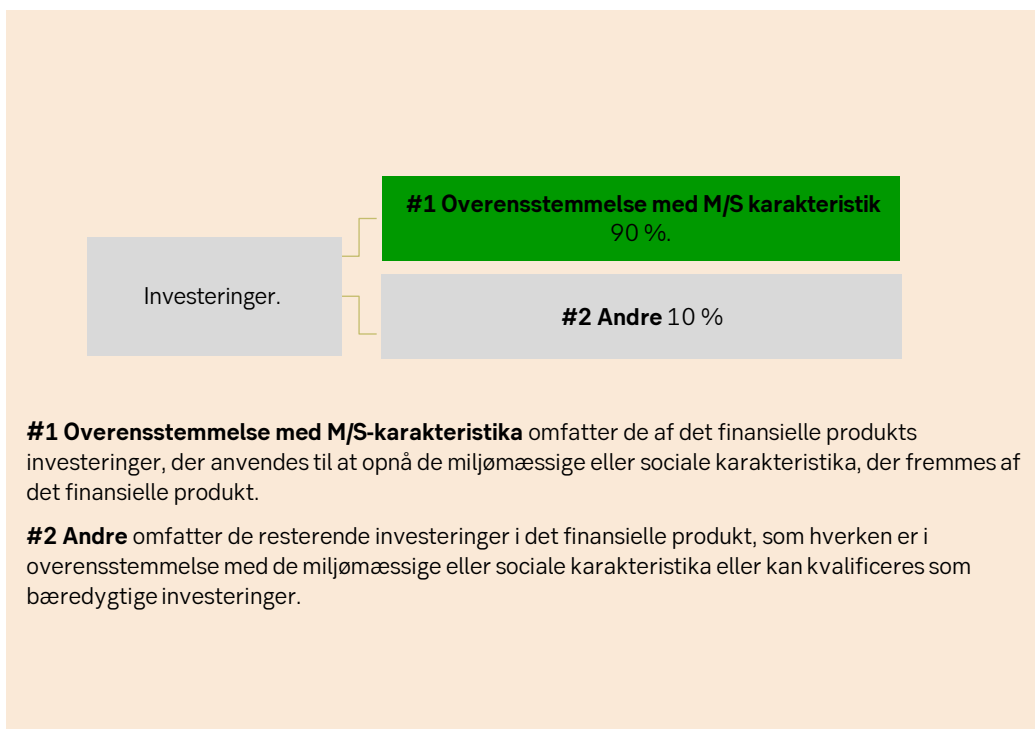 #1 Overensstemmelse med M/S karakteristik
90 %.
Investeringer.
#2 Andre 10 %
#1 Overensstemmelse med M/S-karakteristika omfatter de af det finansielle produkts
investeringer, der anvendes til at opnå de miljømæssige eller sociale karakteristika, der fremmes af
det finansielle produkt.
#2 Andre omfatter de resterende investeringer i det finansielle produkt, som hverken er i
overensstemmelse med de miljømæssige eller sociale karakteristika eller kan kvalificeres som
bæredygtige investeringer.